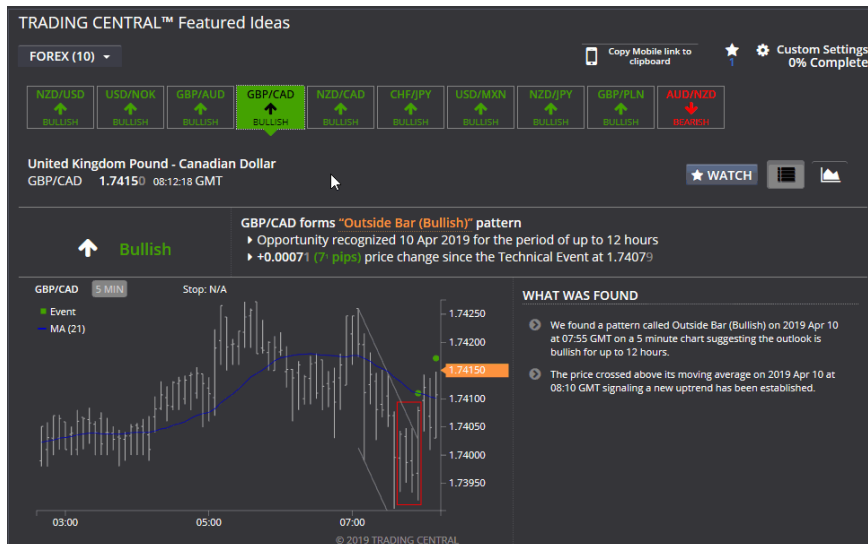 TRADING CENTRAL™ Featured Ideas
FOREX (10)
Copy Mobile link to
clipboard
1
Custom Settings
0% Complete
NZD/USD USD/NOK GBP/AUD GBP/CAD NZD/CAD CHF/JPY USD/MXN NZD/JPY GBP/PLN AUD/NZD
BULLISH BULLISH BULLISH BULLISH BULLISH BULLISH BULLISH BULLISH BULLISH BEARISH
United Kingdom Pound - Canadian Dollar
GBP/CAD 1.74150 08:12:18 GMT
WATCH
Bullish
GBP/CAD forms “Outside Bar (Bullish)” pattern
Opportunity recognized 10 Apr 2019 for the period of up to 12 hours
+0.00071 (7¹ pips) price change since the Technical Event at 1.74079
GBP/CAD 5 MIN Stop: N/A
Event
MA (21)
1.74250
1.74200
1.74150
1.74100
1.74050
1.74000
1.73950
03:00 05:00 07:00
© 2019 TRADING CENTRAL
WHAT WAS FOUND
We found a pattern called Outside Bar (Bullish) on 2019 Apr 10
at 07:55 GMT on a 5 minute chart suggesting the outlook is
bullish for up to 12 hours.
The price crossed above its moving average on 2019 Apr 10 at
08:10 GMT signaling a new uptrend has been established.